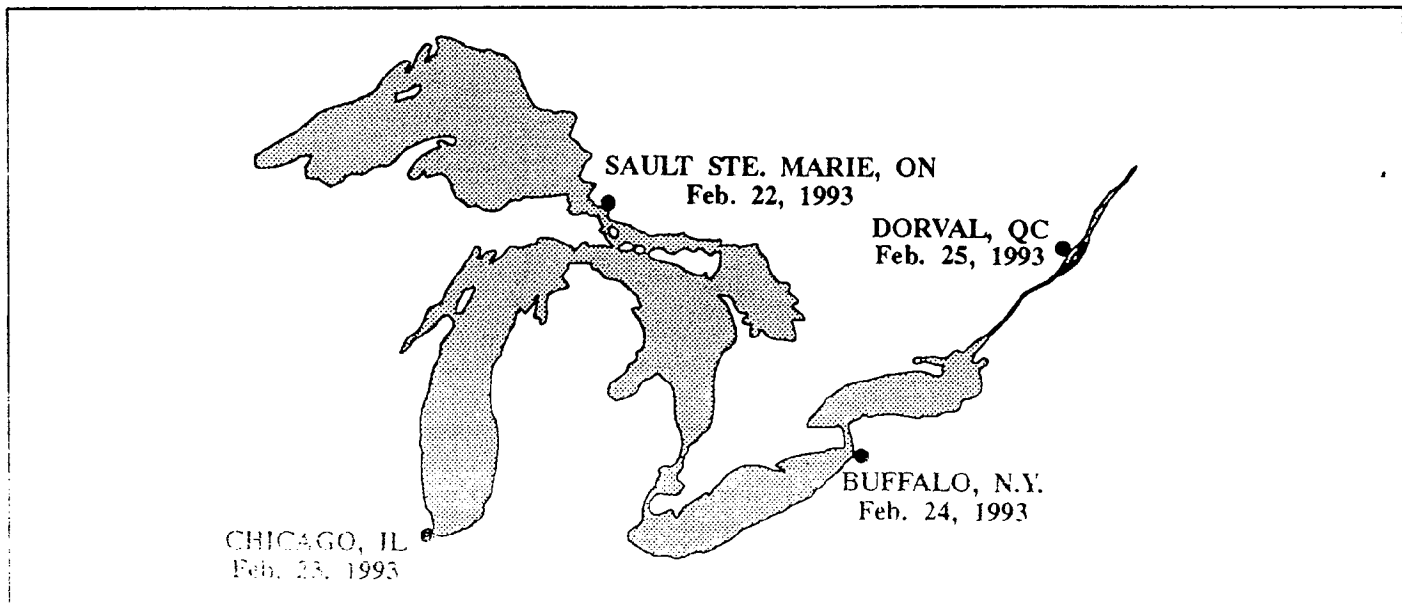 SAULT STE. MARIE, ON
Feb. 22, 1993
DORVAL, QC
Feb. 25, 1993
BUFFALO, N.Y.
Feb. 24, 1993
CHICAGO, IL
Feb. 23, 1993